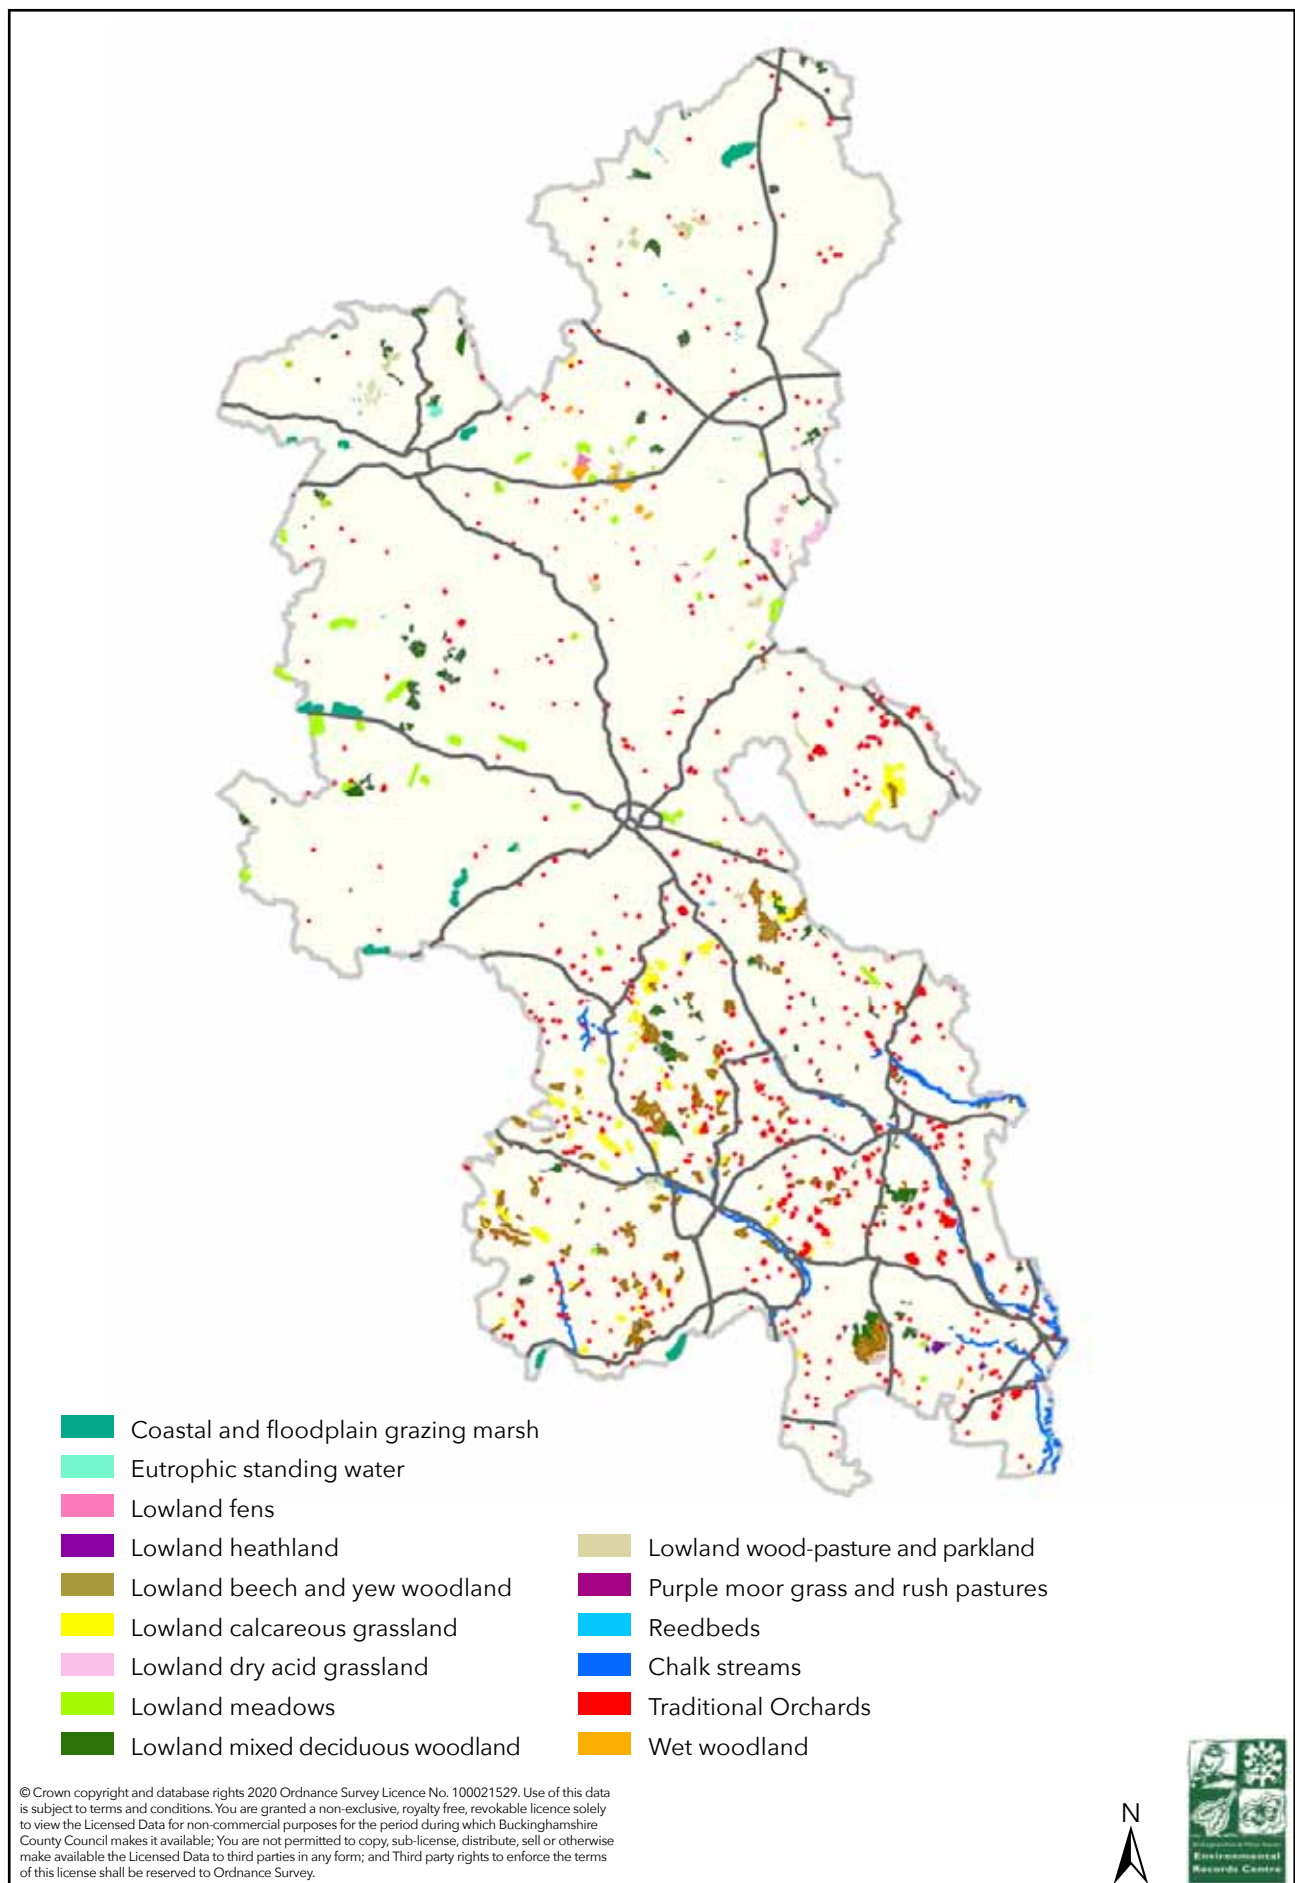 Coastal and floodplain grazing marsh
Eutrophic standing water
Lowland fens
Lowland heathland
Lowland beech and yew woodland
Lowland calcareous grassland
Lowland dry acid grassland
Lowland meadows
Lowland mixed deciduous woodland
Lowland wood-pasture and parkland
Purple moor grass and rush pastures
Reedbeds
Chalk streams
Traditional Orchards
Wet woodland
© Crown copyright and database rights 2020 Ordnance Survey Licence No. 100021529. Use of this data
is subject to terms and conditions. You are granted a non-exclusive, royalty free, revokable licence solely
to view the Licensed Data for non-commercial purposes for the period during which Buckinghamshire
County Council makes it available; You are not permitted to copy, sub-license, distribute, sell or otherwise
make available the Licensed Data to third parties in any form; and Third party rights to enforce the terms
of this license shall be reserved to Ordnance Survey.
N
Environmental
Records Centre